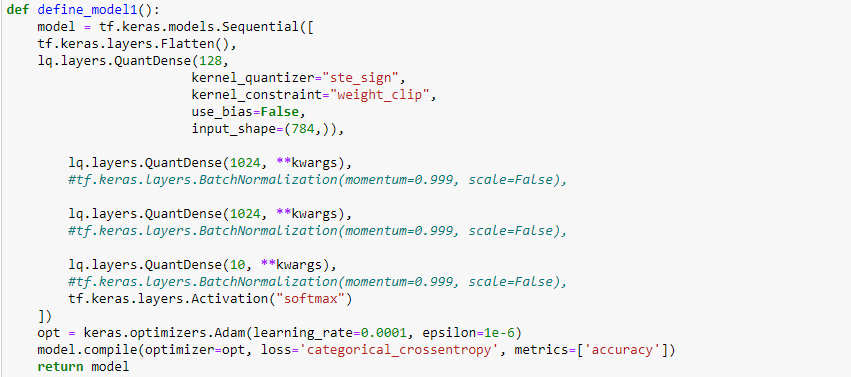 def define_model1():
    model = tf.keras.models.Sequential([
    tf.keras.layers.Flatten(),
    lq.layers.QuantDense(128,
                         kernel_quantizer="ste_sign",
                         kernel_constraint="weight_clip",
                         use_bias=False,
                         input_shape=(784,)),

        lq.layers.QuantDense(1024, **kwargs),
        #tf.keras.layers.BatchNormalization(momentum=0.999, scale=False),

        lq.layers.QuantDense(1024, **kwargs),
        #tf.keras.layers.BatchNormalization(momentum=0.999, scale=False),

        lq.layers.QuantDense(10, **kwargs),
        #tf.keras.layers.BatchNormalization(momentum=0.999, scale=False),
        tf.keras.layers.Activation("softmax")
    ])
    opt = keras.optimizers.Adam(learning_rate=0.0001, epsilon=1e-6)
    model.compile(optimizer=opt, loss='categorical_crossentropy', metrics=['accuracy'])
    return model